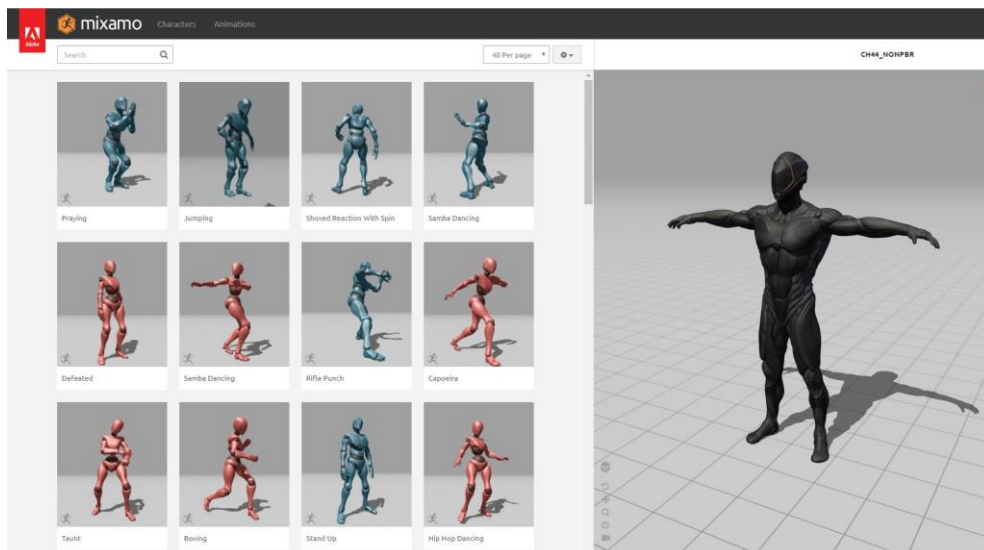 Adobe
mixamo
Characters
Animations
Search
48 Per page
CH44_NONPBR
Praying
Jumping
Shoved Reaction With Spin
Samba Dancing
Defeated
Samba Dancing
Rifle Punch
Capoeira
Taunt
Boxing
Stand Up
Hip Hop Dancing